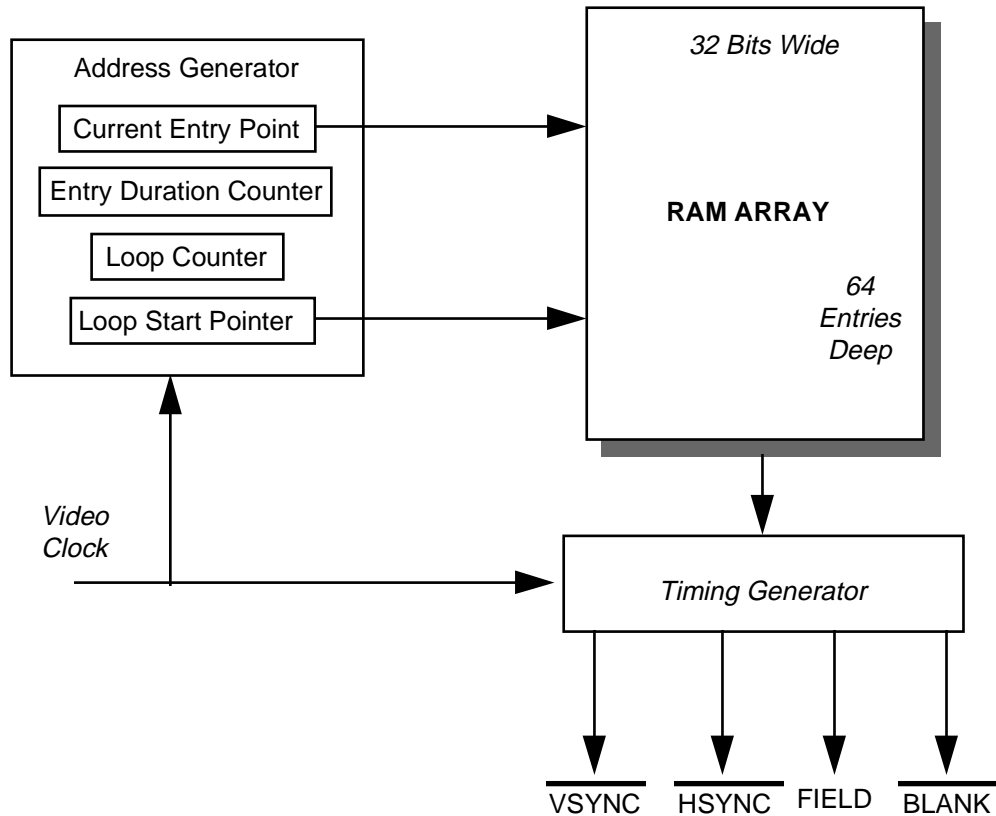 Address Generator
Current Entry Point
Entry Duration Counter
Loop Counter
Loop Start Pointer
32 Bits Wide
RAM ARRAY
64
Entries
Deep
Video
Clock
Timing Generator
VSYNC HSYNC FIELD BLANK